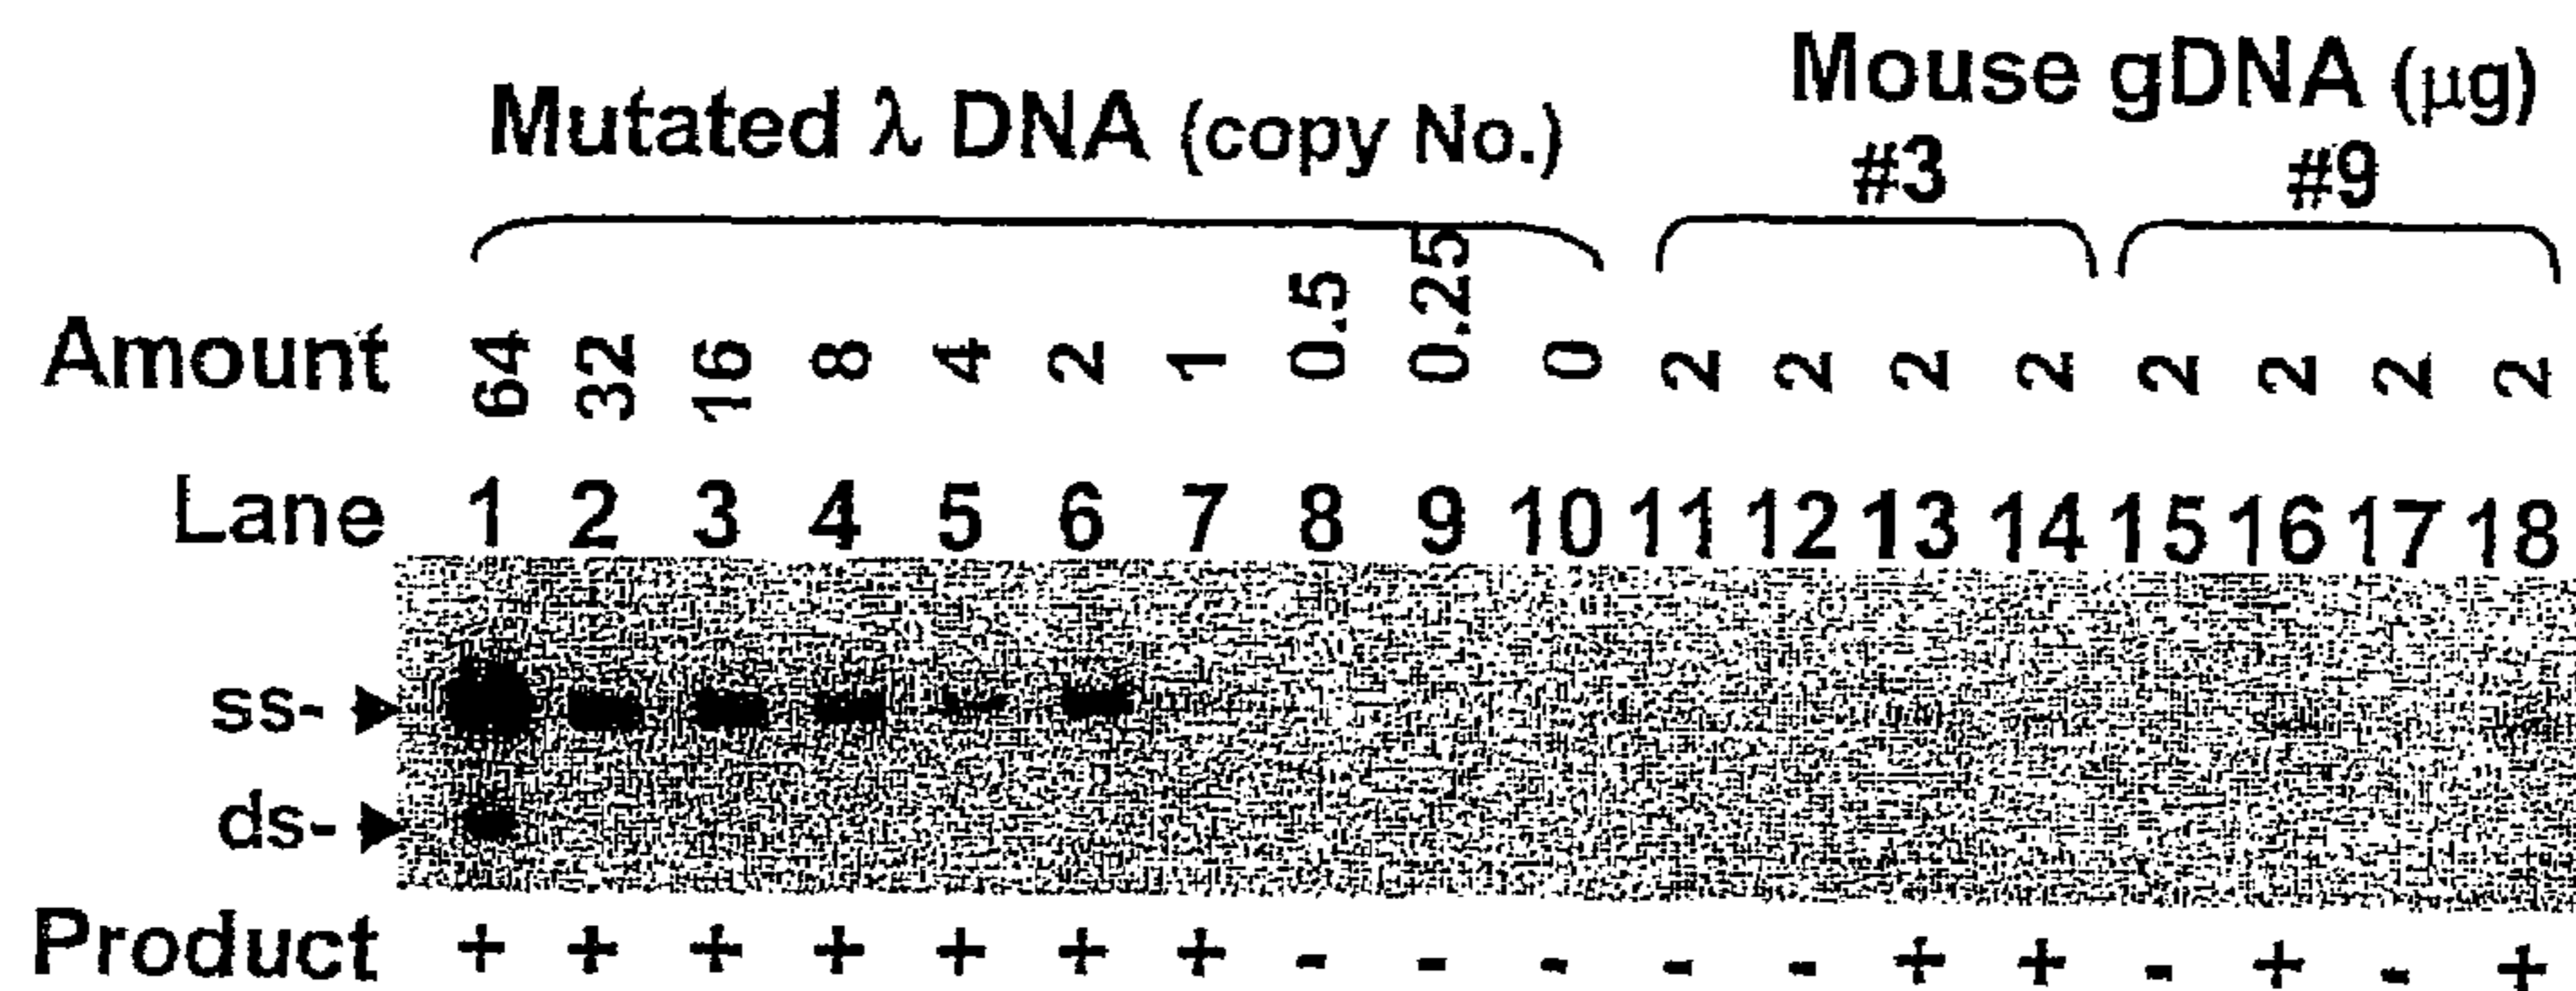 Mutated λ DNA (copy No.)
Mouse gDNA (μg)
#3 #9
Amount 64 32 16 8 4 2 1 0.5 0.25 0 2 2 2 2 2 2 2 2
Lane 1 2 3 4 5 6 7 8 9 10 11 12 13 14 15 16 17 18
ss-
ds-
Product + + + + + + + - - - - - + + - + - +